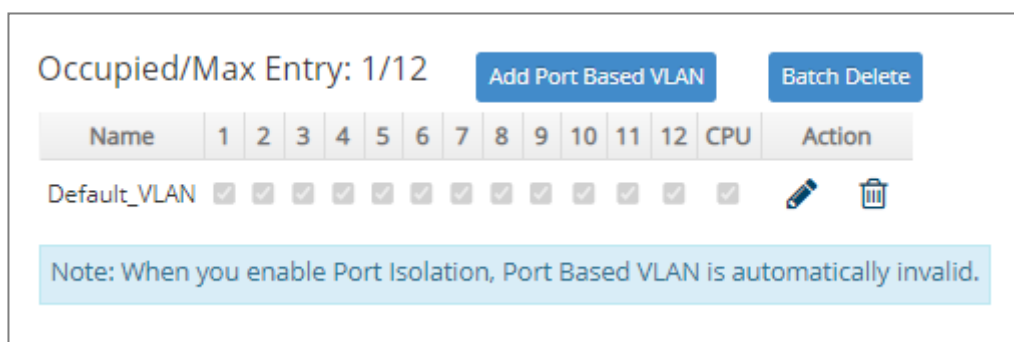 Occupied/Max Entry: 1/12 Add Port Based VLAN Batch Delete
Name 1 2 3 4 5 6 7 8 9 10 11 12 CPU Action
Default_VLAN
Note: When you enable Port Isolation, Port Based VLAN is automatically invalid.